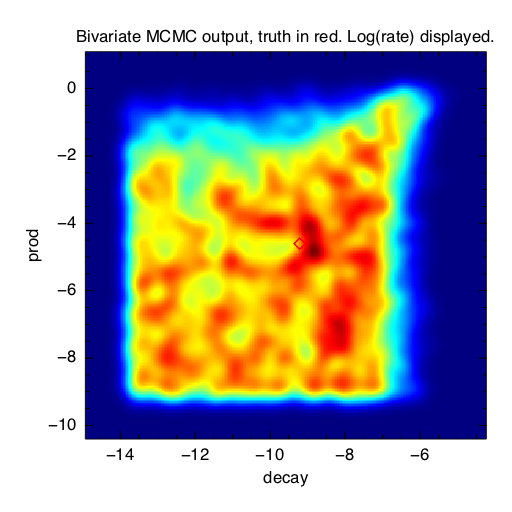 Bivariate MCMC output, truth in red. Log(rate) displayed.
0
−2
−4
−6
−8
−10
prod
−14 −12 −10 −8 −6
decay